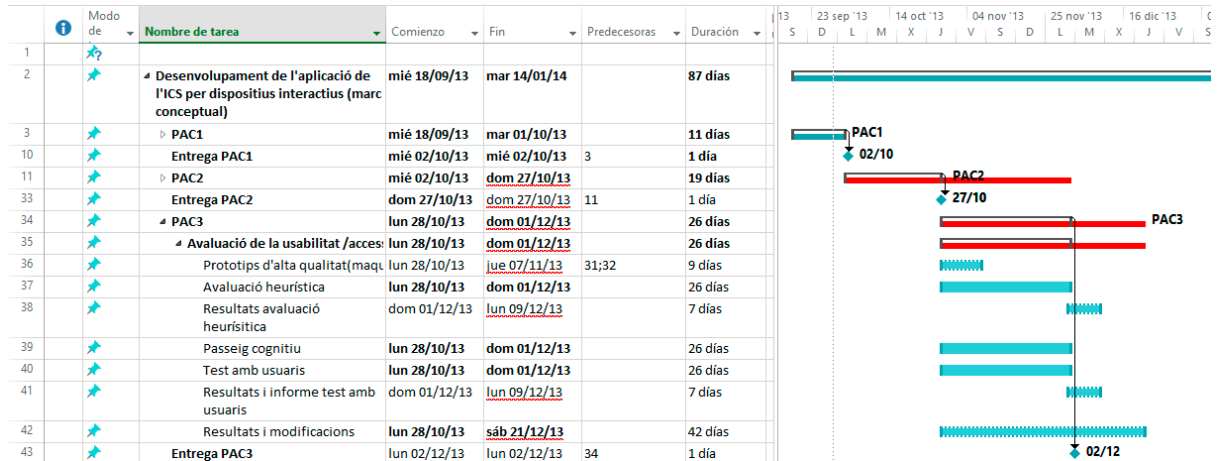 Modo de
Nombre de tarea
Comienzo
Fin
Predecesoras
Duración
13
23 sep '13
14 oct '13
04 nov '13
25 nov '13
16 dic '13
S D L M X J V S D L M X J V S
1
2 Desenvolupament de l'aplicació de mié 18/09/13 mar 14/01/14 87 días
l'ICS per dispositius interactius (marc
conceptual)
3 PAC1 mié 18/09/13 mar 01/10/13 11 días PAC1
10 Entrega PAC1 mié 02/10/13 mié 02/10/13 3 1 día 02/10
11 PAC2 mié 02/10/13 dom 27/10/13 19 días PAC2
33 Entrega PAC2 dom 27/10/13 dom 27/10/13 11 1 día 27/10
34 PAC3 lun 28/10/13 dom 01/12/13 26 días PAC3
35 Avaluació de la usabilitat /acces lun 28/10/13 dom 01/12/13 26 días
36 Prototips d'alta qualitat(maqu lun 28/10/13 jue 07/11/13 31;32 9 días
37 Avaluació heurística lun 28/10/13 dom 01/12/13 26 días
38 Resultats avaluació dom 01/12/13 lun 09/12/13 7 días
heurísitica
39 Passeig cognitiu lun 28/10/13 dom 01/12/13 26 días
40 Test amb usuaris lun 28/10/13 dom 01/12/13 26 días
41 Resultats i informe test amb dom 01/12/13 lun 09/12/13 7 días
usuaris
42 Resultats i modificacions lun 28/10/13 sáb 21/12/13 42 días
43 Entrega PAC3 lun 02/12/13 lun 02/12/13 34 1 día 02/12